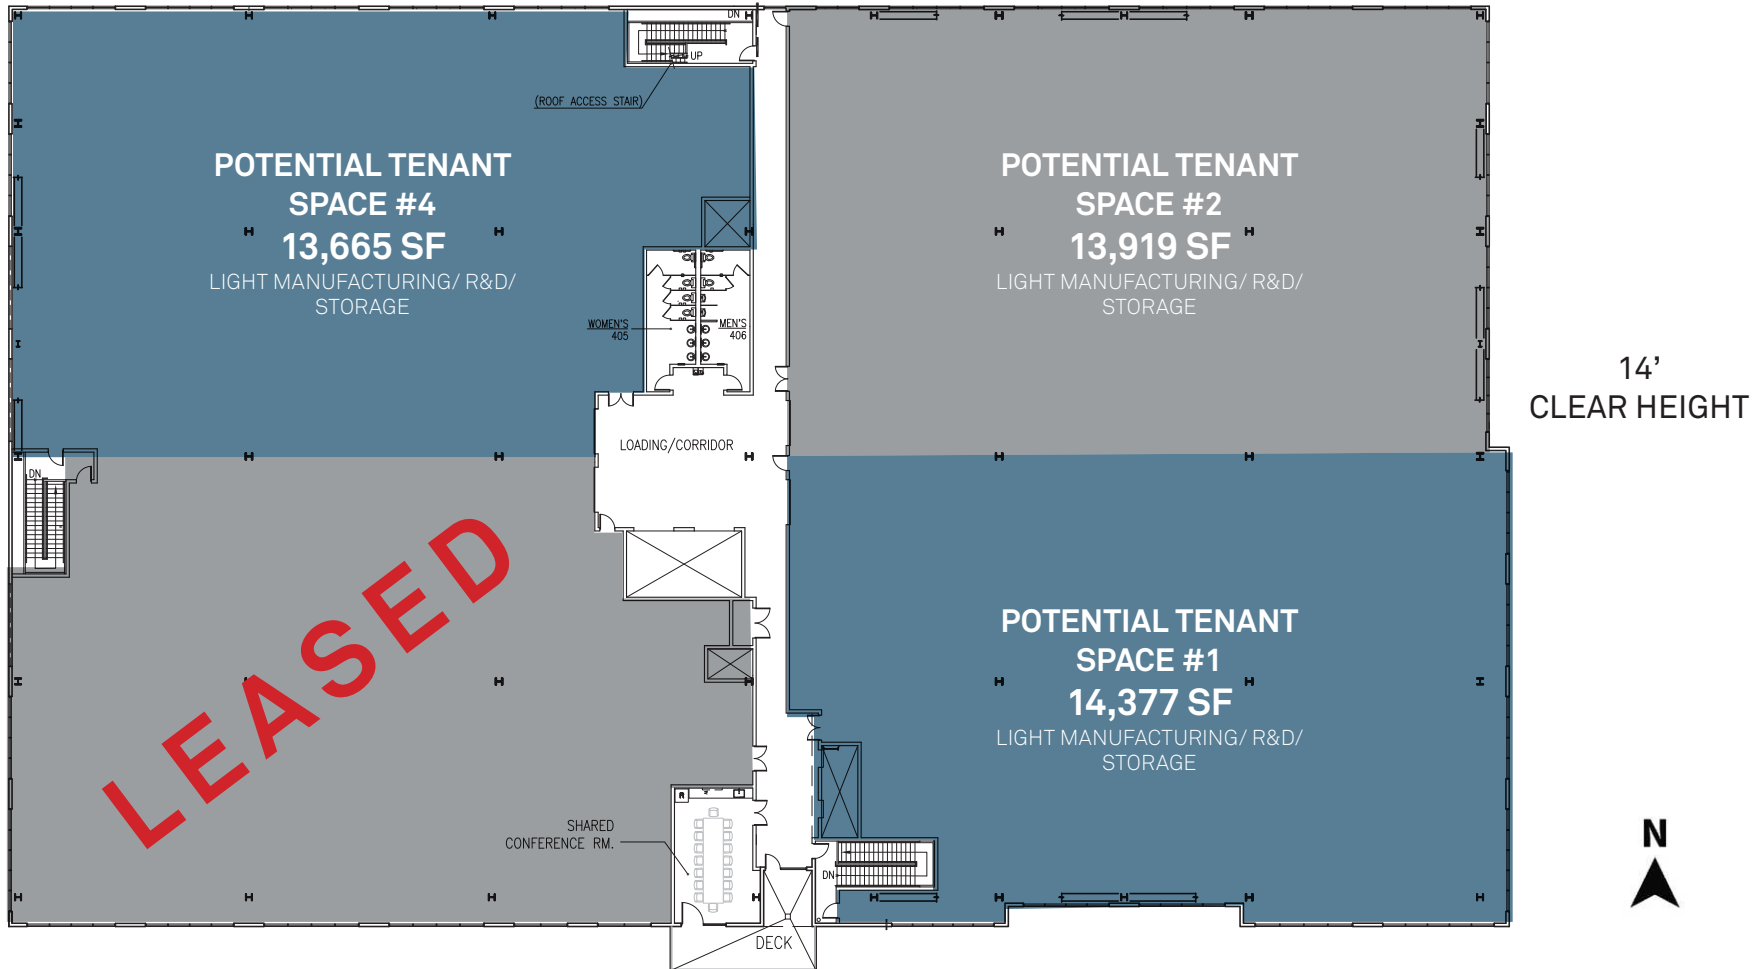 DN
UP
(ROOF ACCESS STAIR)
POTENTIAL TENANT
SPACE #4
13,665 SF
LIGHT MANUFACTURING/ R&D/
STORAGE
POTENTIAL TENANT
SPACE #2
13,919 SF
LIGHT MANUFACTURING/ R&D/
STORAGE
WOMEN'S
405
MEN'S
406
14’
CLEAR HEIGHT
LOADING/CORRIDOR
DN
LEASED
POTENTIAL TENANT
SPACE #1
14,377 SF
LIGHT MANUFACTURING/ R&D/
STORAGE
SHARED
CONFERENCE RM.
DN
N
DECK